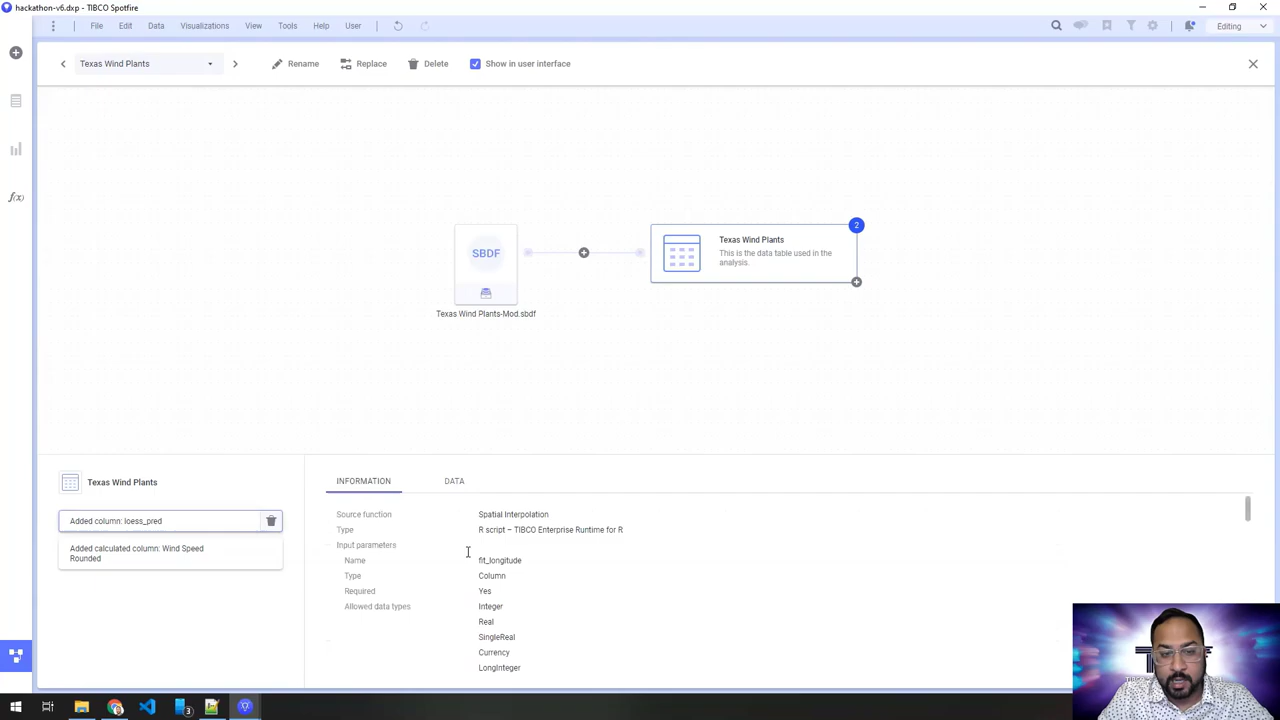 hackathon-v6.dxp - TIBCO Spotfire
File Edit Data Visualizations View Tools Help User
Editing
Texas Wind Plants
Rename Replace Delete Show in user interface
SBDF
Texas Wind Plants-Mod.sbdf
2
Texas Wind Plants
This is the data table used in the
analysis.
f(x)
Texas Wind Plants
Added column: loess_pred
Added calculated column: Wind Speed
Rounded
INFORMATION DATA
Source function Spatial Interpolation
Type R script – TIBCO Enterprise Runtime for R
Input parameters
Name fit_longitude
Type Column
Required Yes
Allowed data types Integer
Real
SingleReal
Currency
LongInteger
3